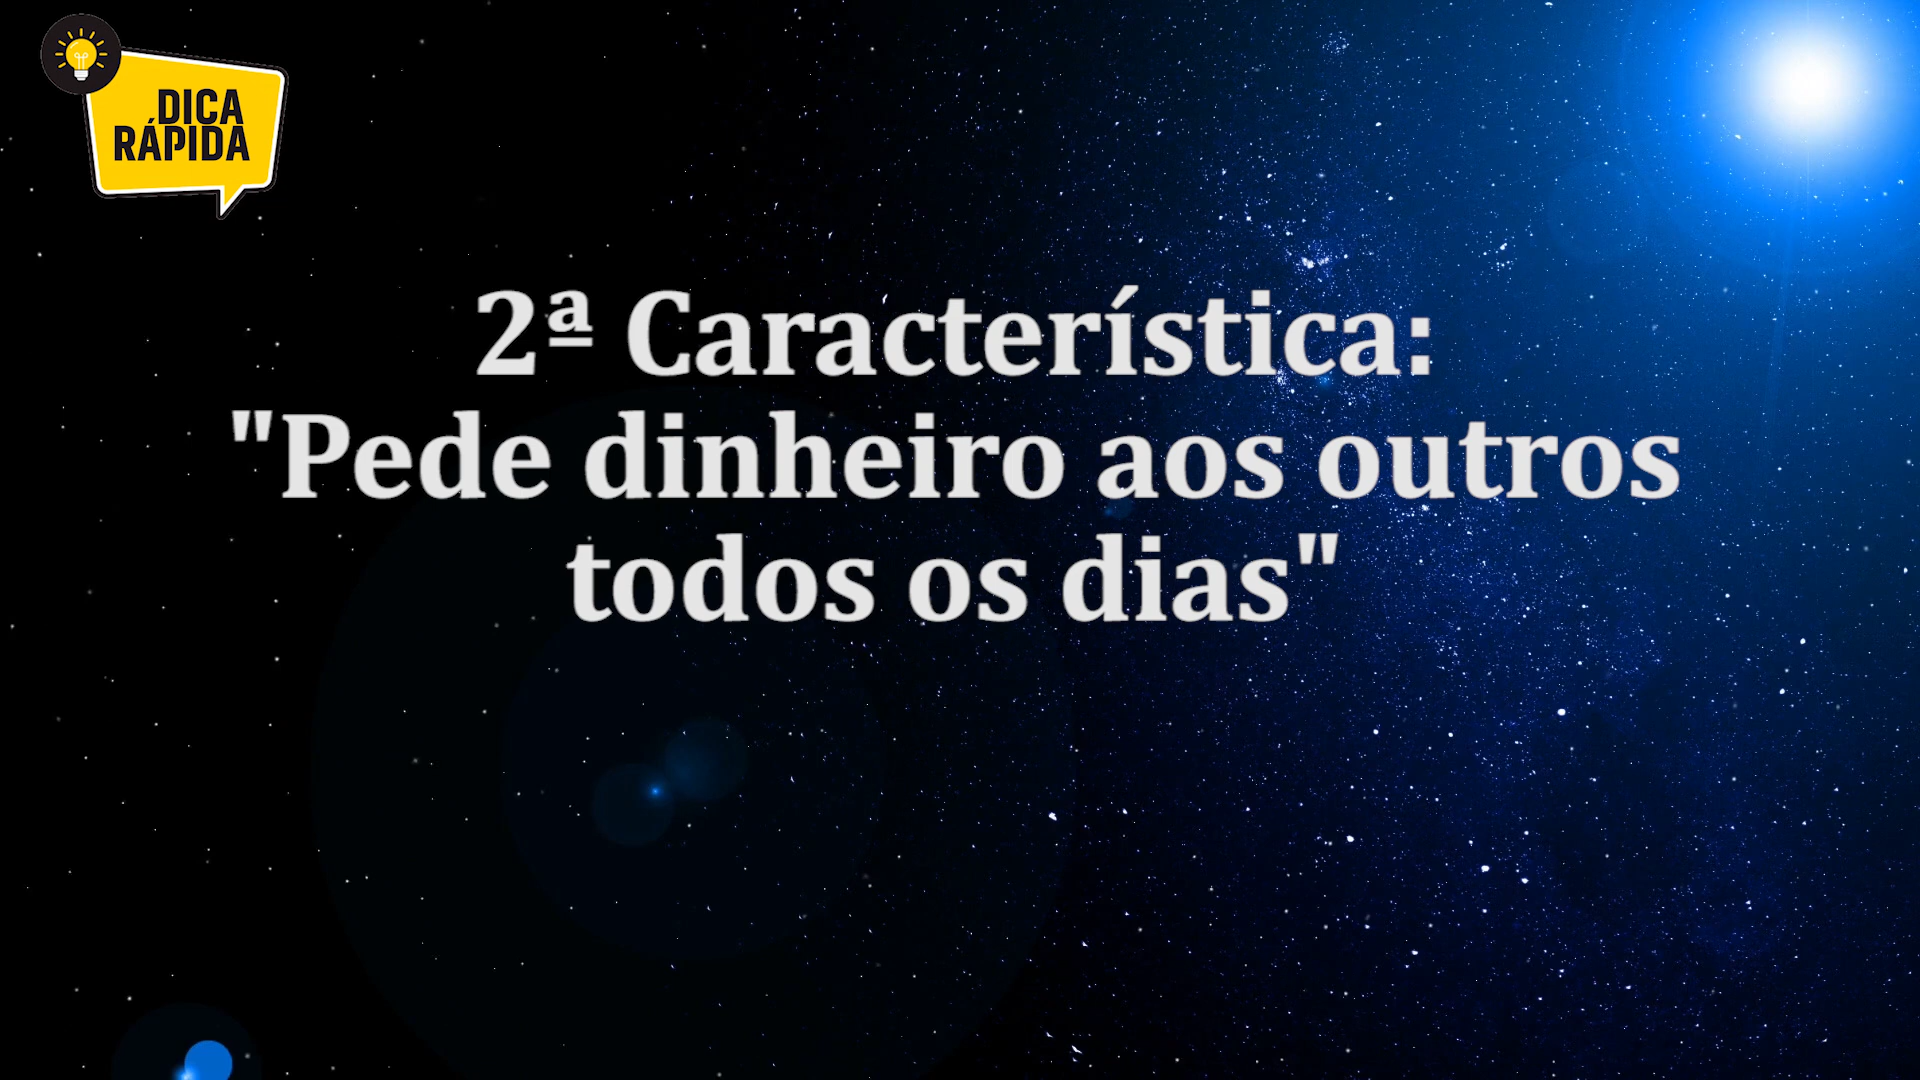 DICA
RÁPIDA
2ª Característica:
"Pede dinheiro aos outros
todos os dias"